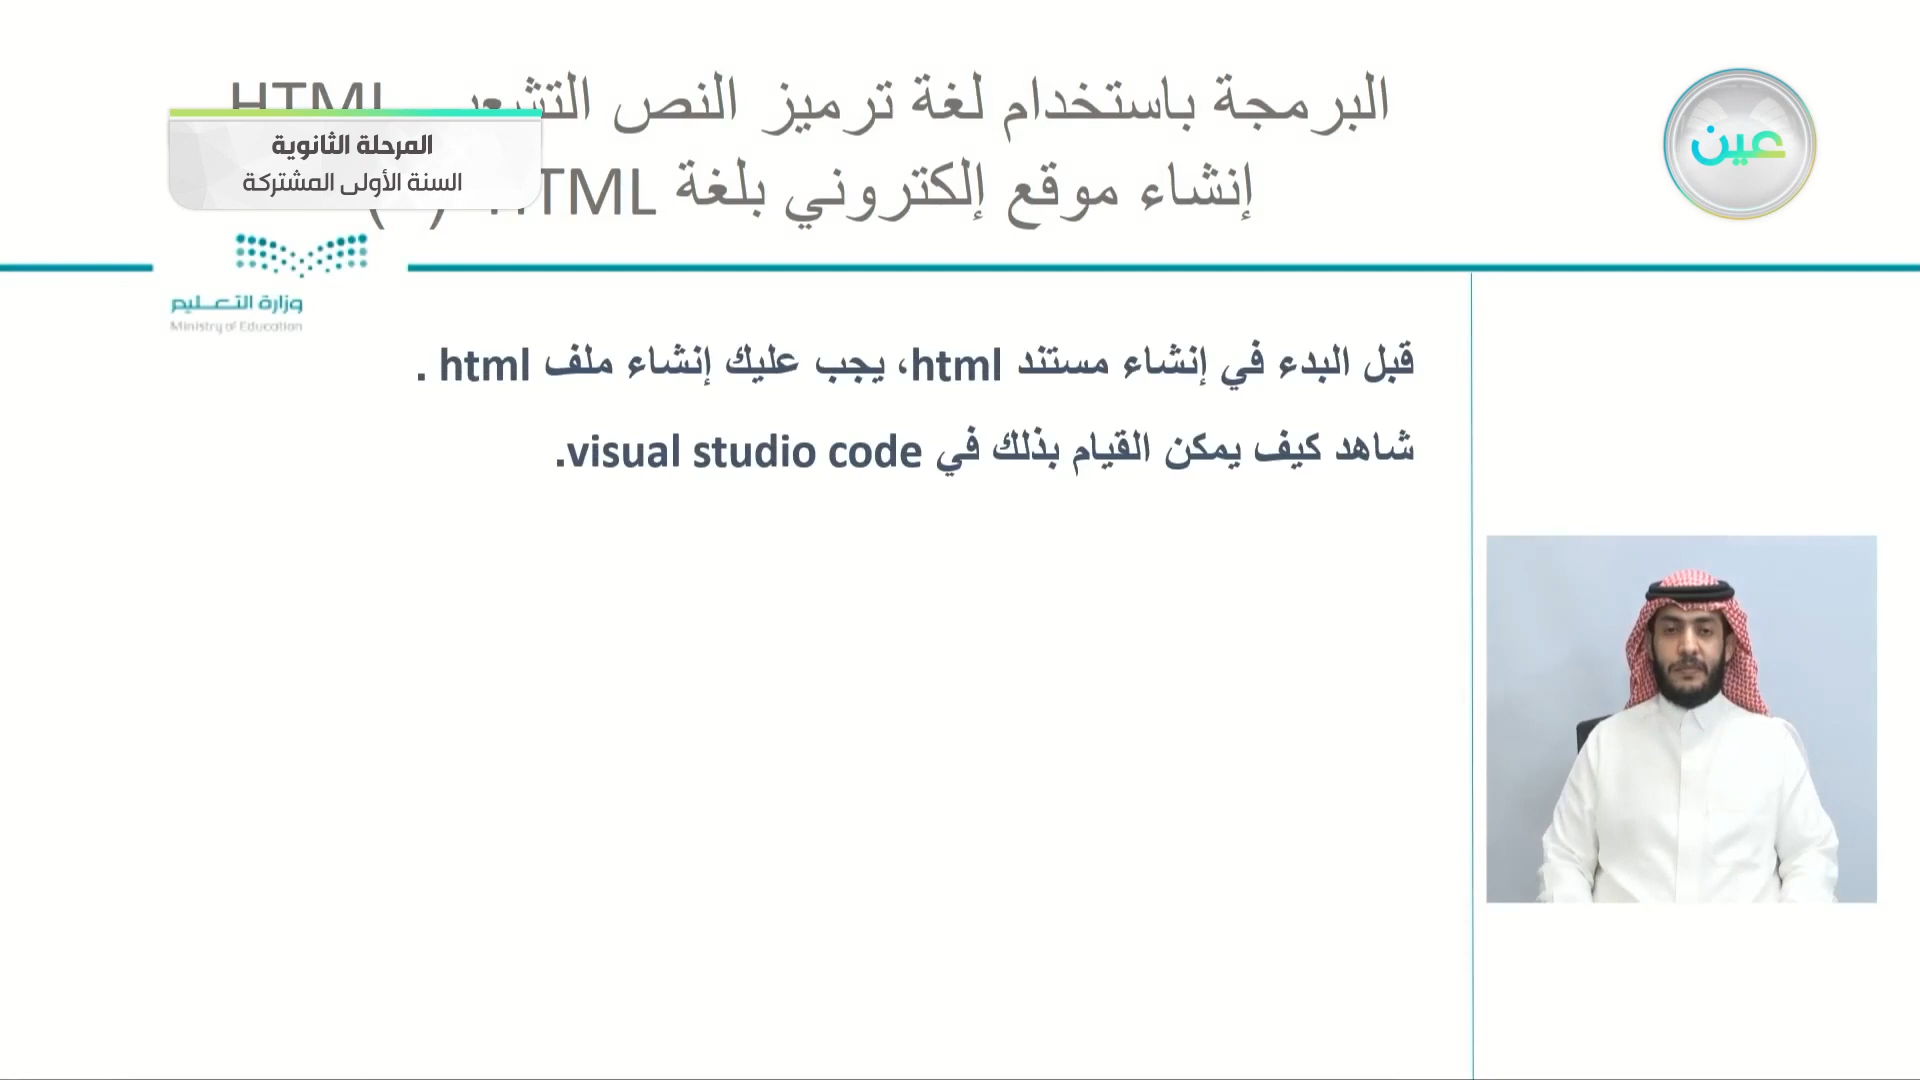 البرمجة باستخدام لغة ترميز النص HTML
إنشاء موقع إلكتروني بلغة HTML
المرحلة الثانوية
السنة الأولى المشتركة
عين
وزارة التعليم
Ministry of Education
قبل البدء في إنشاء مستند html، يجب عليك إنشاء ملف html .
شاهد كيف يمكن القيام بذلك في visual studio code.